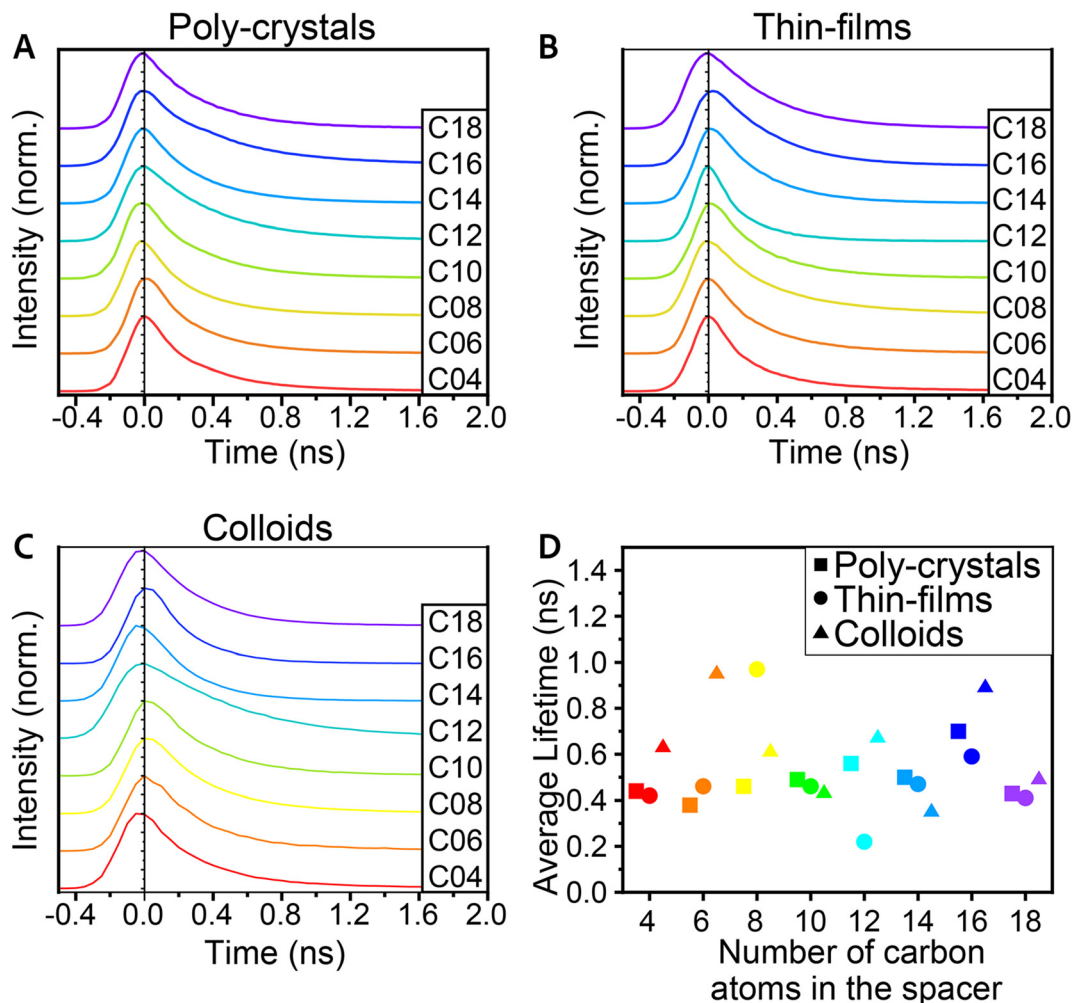 A
Poly-crystals
Intensity (norm.)
C18
C16
C14
C12
C10
C08
C06
C04
-0.4 0.0 0.4 0.8 1.2 1.6 2.0
Time (ns)
B
Thin-films
Intensity (norm.)
C18
C16
C14
C12
C10
C08
C06
C04
-0.4 0.0 0.4 0.8 1.2 1.6 2.0
Time (ns)
C
Colloids
Intensity (norm.)
C18
C16
C14
C12
C10
C08
C06
C04
-0.4 0.0 0.4 0.8 1.2 1.6 2.0
Time (ns)
D
Average Lifetime (ns)
1.4
1.2
1.0
0.8
0.6
0.4
0.2
0.0
Poly-crystals
Thin-films
Colloids
4 6 8 10 12 14 16 18
Number of carbon
atoms in the spacer